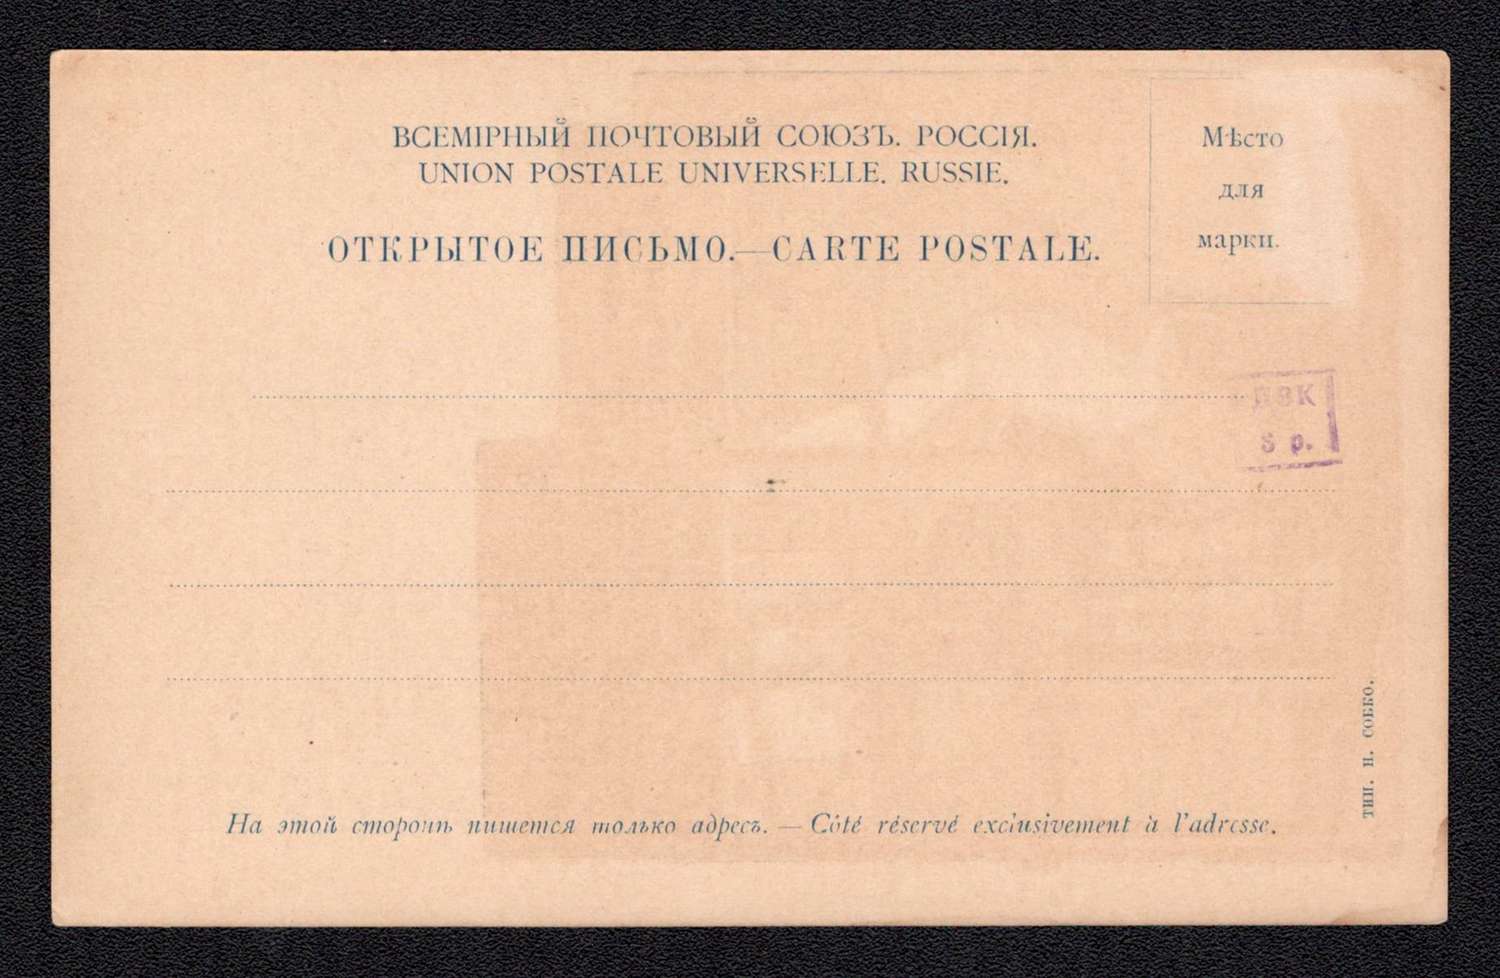 ВСЕМІРНЫЙ ПОЧТОВЫЙ СОЮЗЪ. РОССІЯ.
UNION POSTALE UNIVERSELLE. RUSSIE.
ОТКРЫТОЕ ПИСЬМО.—CARTE POSTALE.
Мѣсто
для
марки.
р.
На этой сторонѣ пишется только адресъ. — Côté réservé exclusivement à l'adresse.
ТИП. Н. СОБКО.